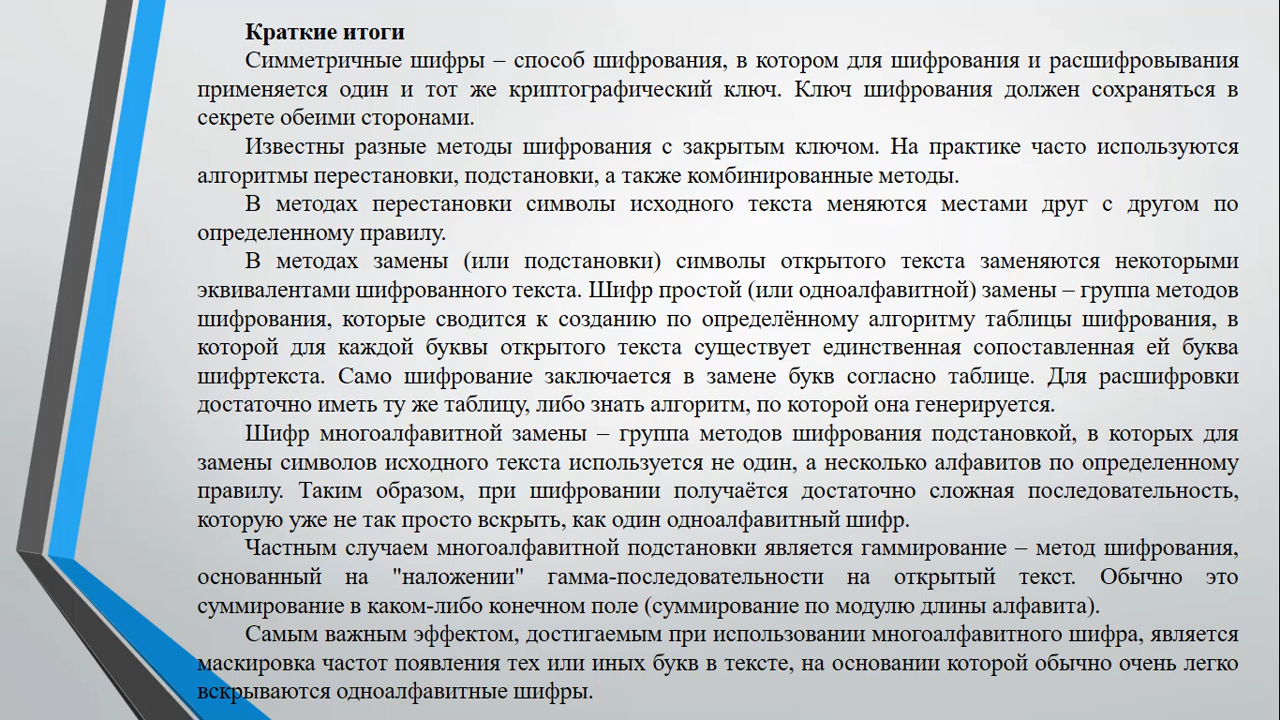 Краткие итоги
Симметричные шифры – способ шифрования, в котором для шифрования и расшифровывания
применяется один и тот же криптографический ключ. Ключ шифрования должен сохраняться в
секрете обеими сторонами.
Известны разные методы шифрования с закрытым ключом. На практике часто используются
алгоритмы перестановки, подстановки, а также комбинированные методы.
В методах перестановки символы исходного текста меняются местами друг с другом по
определенному правилу.
В методах замены (или подстановки) символы открытого текста заменяются некоторыми
эквивалентами шифрованного текста. Шифр простой (или одноалфавитной) замены – группа методов
шифрования, которые сводится к созданию по определённому алгоритму таблицы шифрования, в
которой для каждой буквы открытого текста существует единственная сопоставленная ей буква
шифртекста. Само шифрование заключается в замене букв согласно таблице. Для расшифровки
достаточно иметь ту же таблицу, либо знать алгоритм, по которой она генерируется.
Шифр многоалфавитной замены – группа методов шифрования подстановкой, в которых для
замены символов исходного текста используется не один, а несколько алфавитов по определенному
правилу. Таким образом, при шифровании получаётся достаточно сложная последовательность,
которую уже не так просто вскрыть, как один одноалфавитный шифр.
Частным случаем многоалфавитной подстановки является гаммирование – метод шифрования,
основанный на "наложении" гамма-последовательности на открытый текст. Обычно это
суммирование в каком-либо конечном поле (суммирование по модулю длины алфавита).
Самым важным эффектом, достигаемым при использовании многоалфавитного шифра, является
маскировка частот появления тех или иных букв в тексте, на основании которой обычно очень легко
вскрываются одноалфавитные шифры.